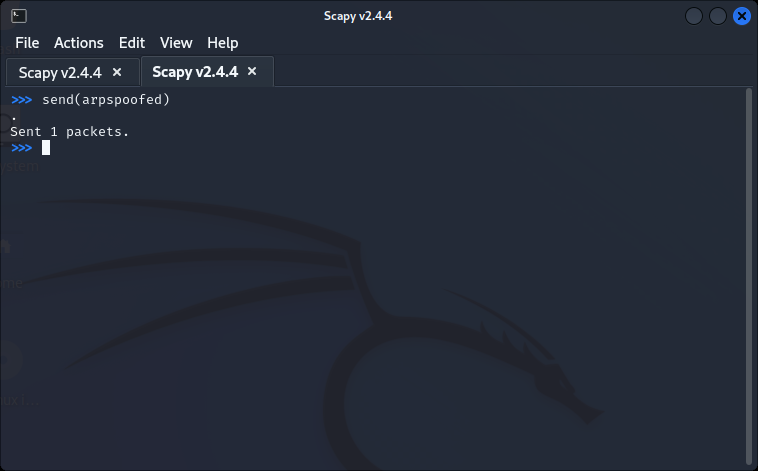 Scapy v2.4.4
File Actions Edit View Help
Scapy v2.4.4 × Scapy v2.4.4 ×
>>> send(arpspoofed)
.
Sent 1 packets.
>>>
ystem